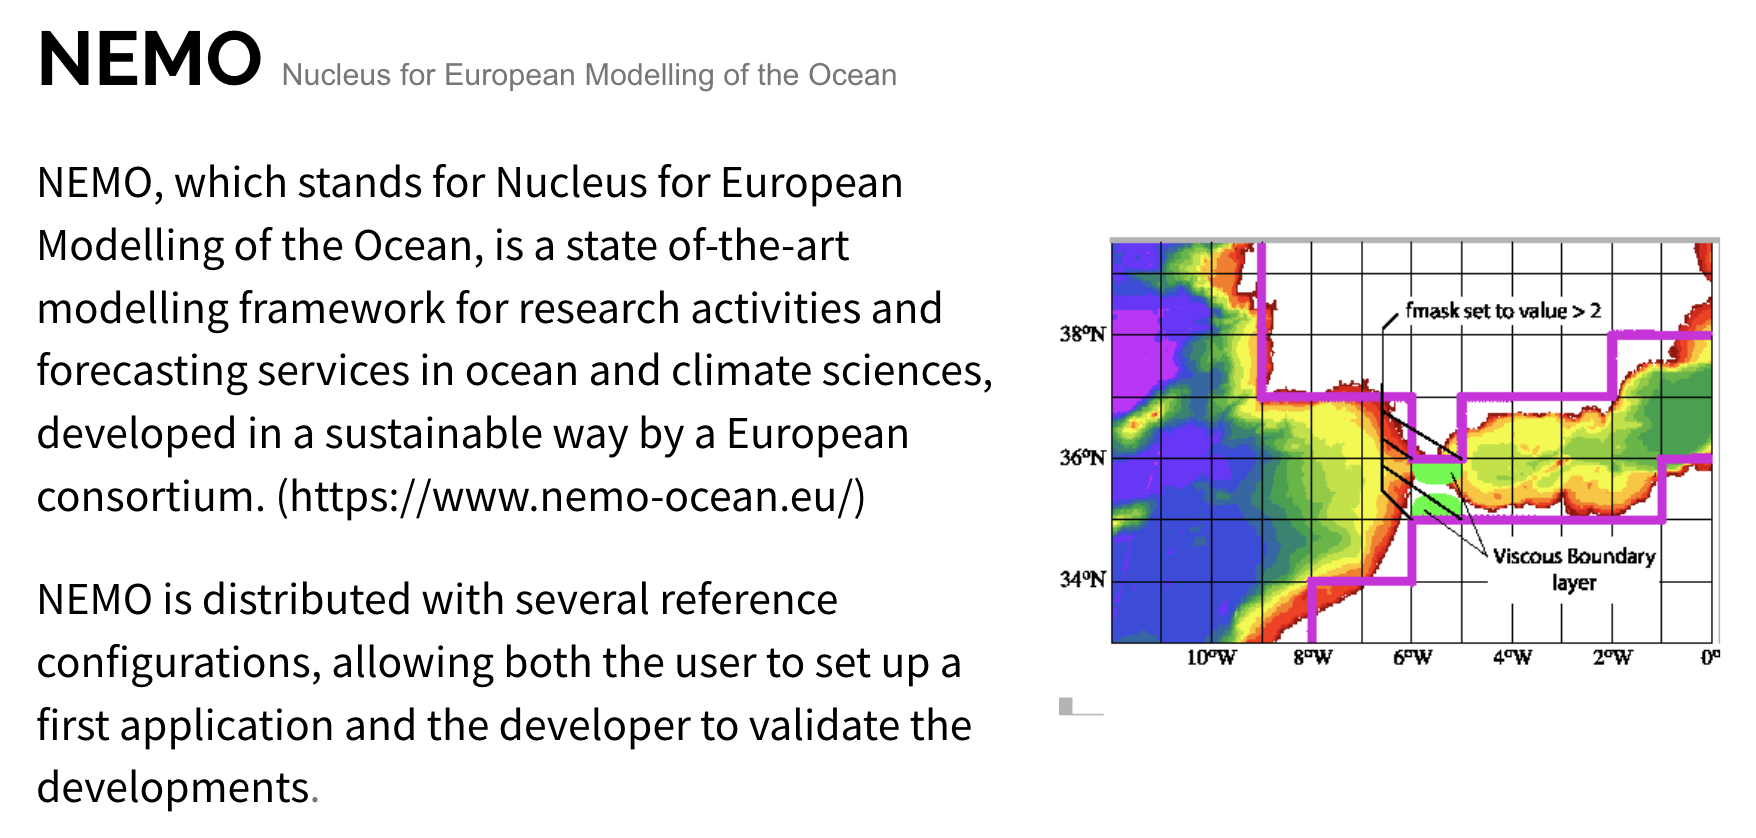 NEMO Nucleus for European Modelling of the Ocean
NEMO, which stands for Nucleus for European
Modelling of the Ocean, is a state of-the-art
modelling framework for research activities and
forecasting services in ocean and climate sciences,
developed in a sustainable way by a European
consortium. (https://www.nemo-ocean.eu/)
NEMO is distributed with several reference
configurations, allowing both the user to set up a
first application and the developer to validate the
developments.
fmask set to value > 2
38°N
36°N
34°N
Viscous Boundary
layer
10°W 8°W 6°W 4°W 2°W 0°